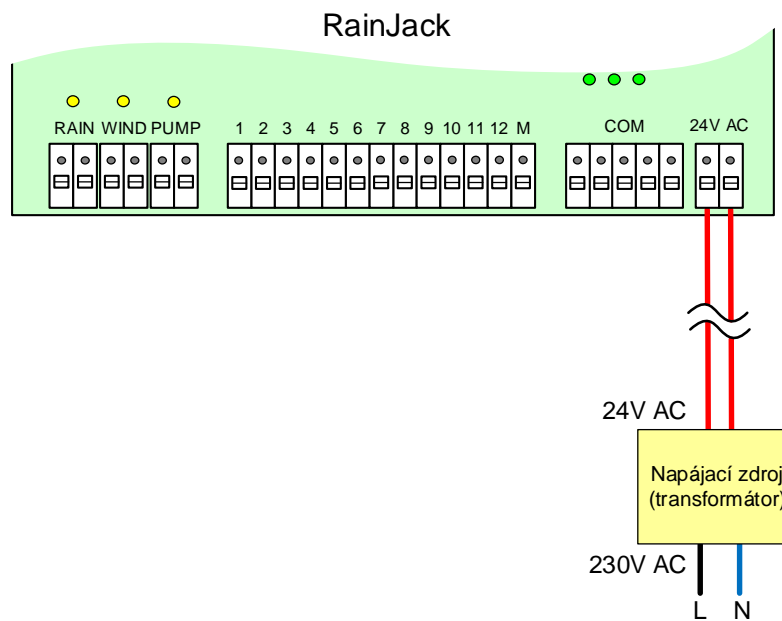 RainJack
RAIN WIND PUMP 1 2 3 4 5 6 7 8 9 10 11 12 M COM 24V AC
24V AC
Napájací zdroj
(transformátor)
230V AC
L N